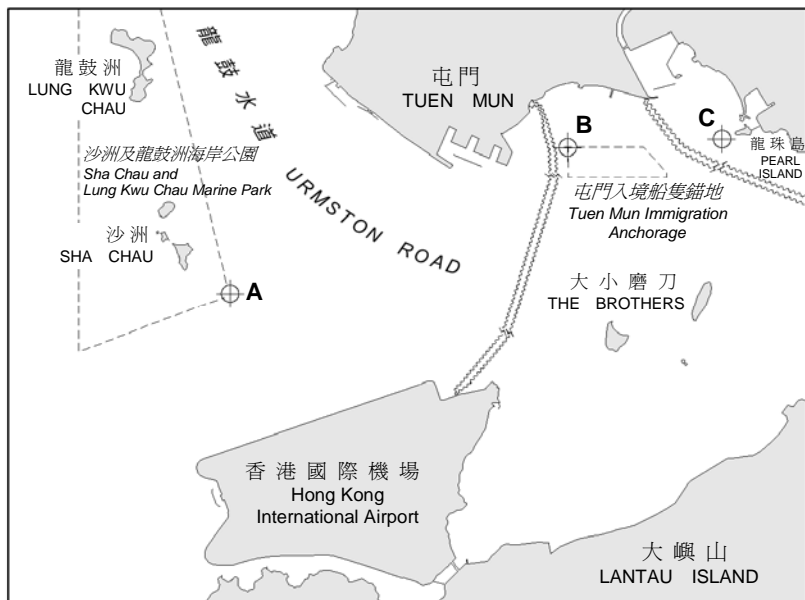 龍鼓洲
LUNG KWU
CHAU
龍鼓水道
URMSTON ROAD
屯門
TUEN MUN
沙洲及龍鼓洲海岸公園
Sha Chau and
Lung Kwu Chau Marine Park
沙洲
SHA CHAU
A
B
C
龍珠島
PEARL
ISLAND
屯門入境船隻錨地
Tuen Mun Immigration
Anchorage
大小磨刀
THE BROTHERS
香港國際機場
Hong Kong
International Airport
大嶼山
LANTAU ISLAND